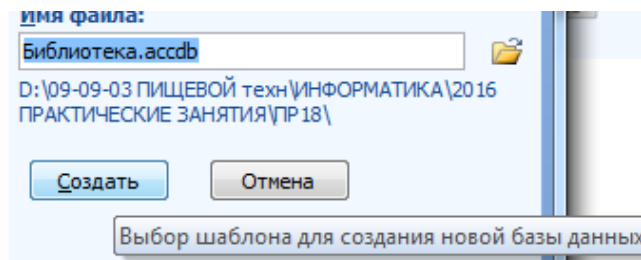 Имя файла:
Библиотека.accdb
D:\09-09-03 ПИЩЕВОЙ техн\ИНФОРМАТИКА\2016
ПРАКТИЧЕСКИЕ ЗАНЯТИЯ\ПР18\
Создать Отмена
Выбор шаблона для создания новой базы данных